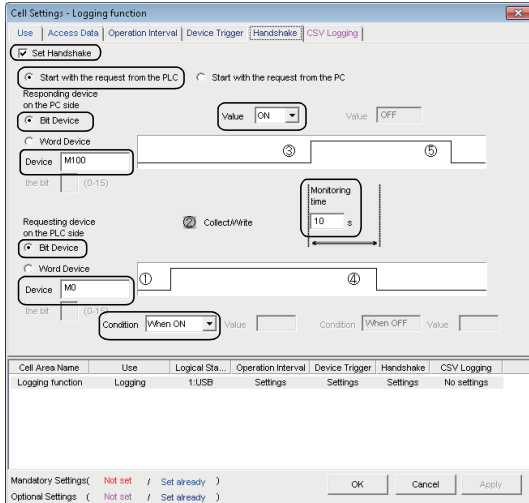 Cell Settings - Logging function
Use Access Data Operation Interval Device Trigger Handshake CSV Logging
Set Handshake
Start with the request from the PLC Start with the request from the PC
Responding device
on the PC side
Bit Device
Value ON Value OFF
Word Device
③ ⑤
Device M100
the bit (0-15)
Monitoring
time
10 s
Requesting device
on the PLC side
② Collect/Write
Bit Device
Word Device
① ④
Device M0
the bit (0-15)
Condition When ON Value Condition When OFF Value
Cell Area Name Use Logical Sta... Operation Interval Device Trigger Handshake CSV Logging
Logging function Logging 1:USB Settings Settings Settings No settings
Mandatory Settings( Not set / Set already )
Optional Settings ( Not set / Set already )
OK Cancel Apply